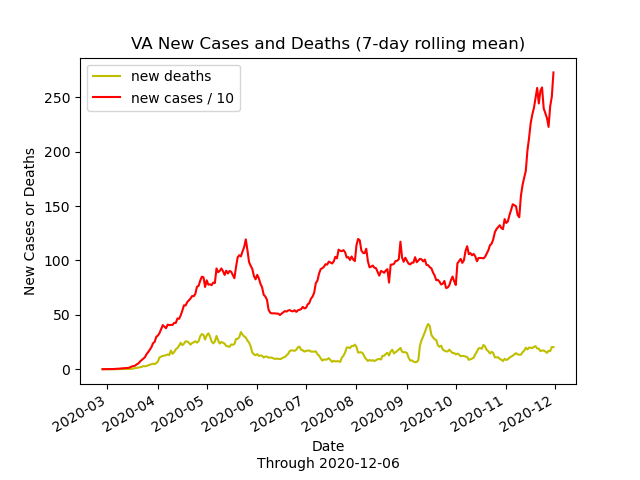 VA New Cases and Deaths (7-day rolling mean)
new deaths
new cases / 10
250
200
150
100
50
0
New Cases or Deaths
2020-03
2020-04
2020-05
2020-06
2020-07
2020-08
2020-09
2020-10
2020-11
2020-12
Date
Through 2020-12-06